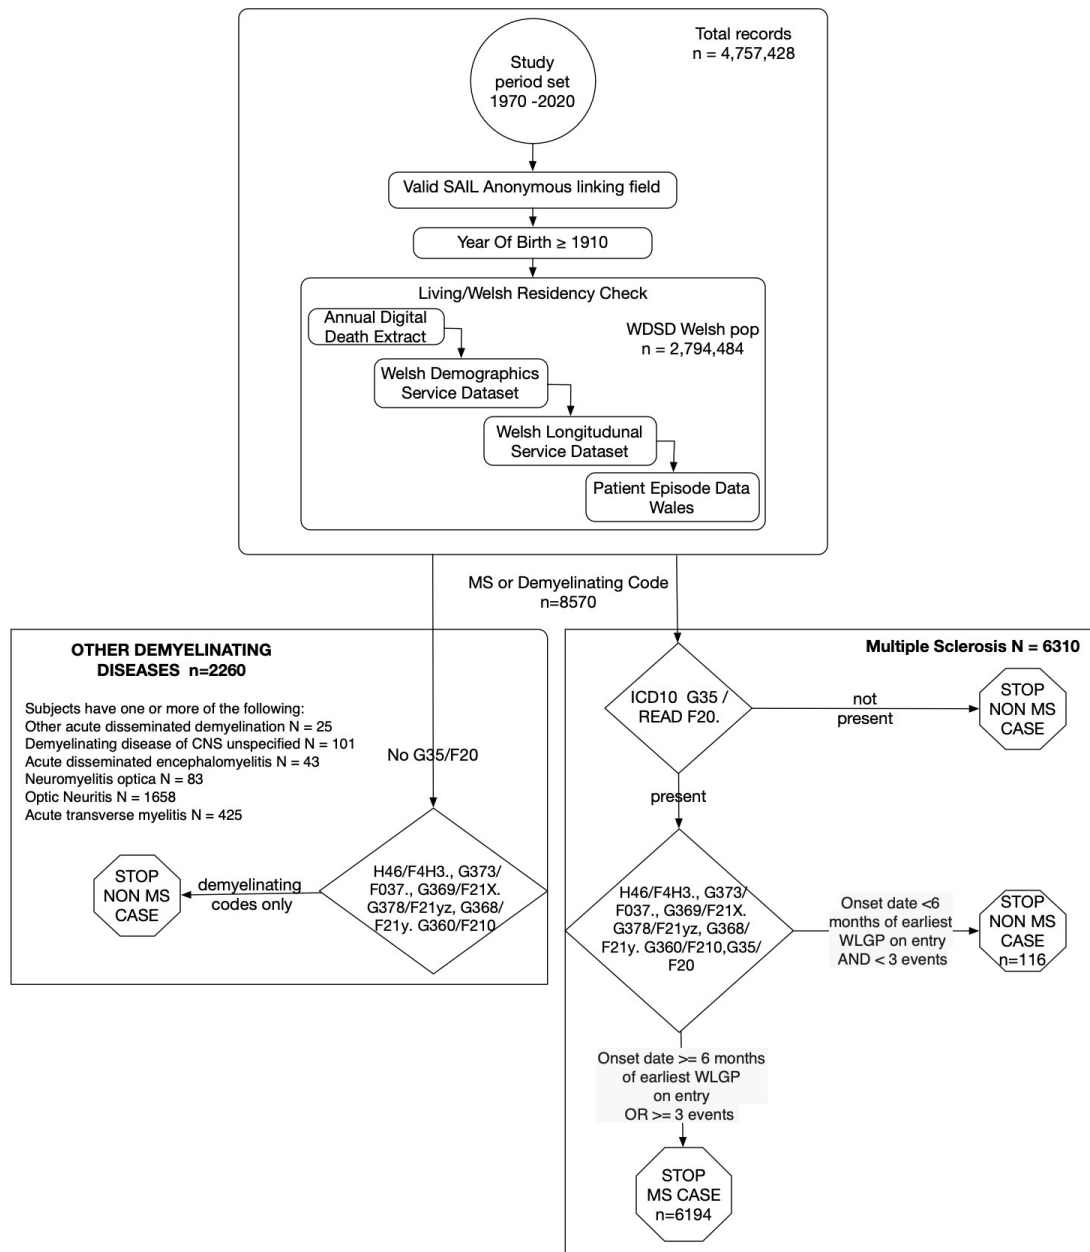 Total records
n = 4,757,428
Study
period set
1970 -2020
Valid SAIL Anonymous linking field
Year Of Birth ≥ 1910
Living/Welsh Residency Check
Annual Digital
Death Extract
WDSD Welsh pop
n = 2,794,484
Welsh Demographics
Service Dataset
Welsh Longitudunal
Service Dataset
Patient Episode Data
Wales
MS or Demyelinating Code
n=8570
OTHER DEMYELINATING
DISEASES n=2260
Subjects have one or more of the following:
Other acute disseminated demyelination N = 25
Demyelinating disease of CNS unspecified N = 101
Acute disseminated encephalomyelitis N = 43
Neuromyelitis optica N = 83
Optic Neuritis N = 1658
Acute transverse myelitis N = 425
No G35/F20
H46/F4H3., G373/
F037., G369/F21X.
G378/F21yz, G368/
F21y. G360/F210
demyelinating
codes only
STOP
NON MS
CASE
Multiple Sclerosis N = 6310
ICD10 G35 /
READ F20.
not
present
STOP
NON MS
CASE
present
H46/F4H3., G373/
F037., G369/F21X.
G378/F21yz, G368/
F21y. G360/F210,G35/
F20
Onset date <6
months of earliest
WLGP on entry
AND < 3 events
STOP
NON MS
CASE
n=116
Onset date >= 6 months
of earliest WLGP
on entry
OR >= 3 events
STOP
MS CASE
n=6194